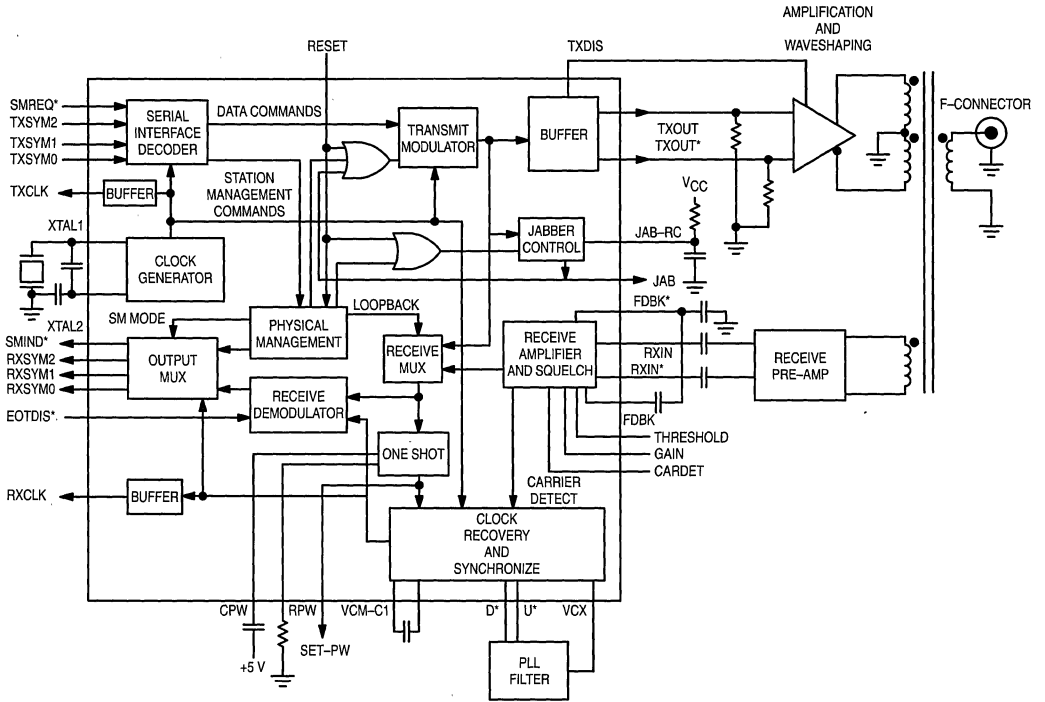 AMPLIFICATION
AND
WAVESHAPING
RESET
TXDIS
F-CONNECTOR
SMREQ*
TXSYM2
TXSYM1
TXSYM0
SERIAL
INTERFACE
DECODER
DATA COMMANDS
TRANSMIT
MODULATOR
BUFFER
TXOUT
TXOUT*
STATION
MANAGEMENT
COMMANDS
TXCLK
BUFFER
VCC
XTAL1
CLOCK
GENERATOR
JABBER
CONTROL
JAB-RC
JAB
XTAL2
SM MODE
PHYSICAL
MANAGEMENT
LOOPBACK
FDBK*
SMIND*
RXSYM2
RXSYM1
RXSYM0
OUTPUT
MUX
RECEIVE
MUX
RECEIVE
AMPLIFIER
AND SQUELCH
RXIN
RXIN*
RECEIVE
PRE-AMP
EOTDIS*
RECEIVE
DEMODULATOR
FDBK
THRESHOLD
GAIN
CARDET
ONE SHOT
CARRIER
DETECT
RXCLK
BUFFER
CLOCK
RECOVERY
AND
SYNCHRONIZE
CPW
RPW
VCM-C1
D*
U*
VCX
SET-PW
+5 V
PLL
FILTER